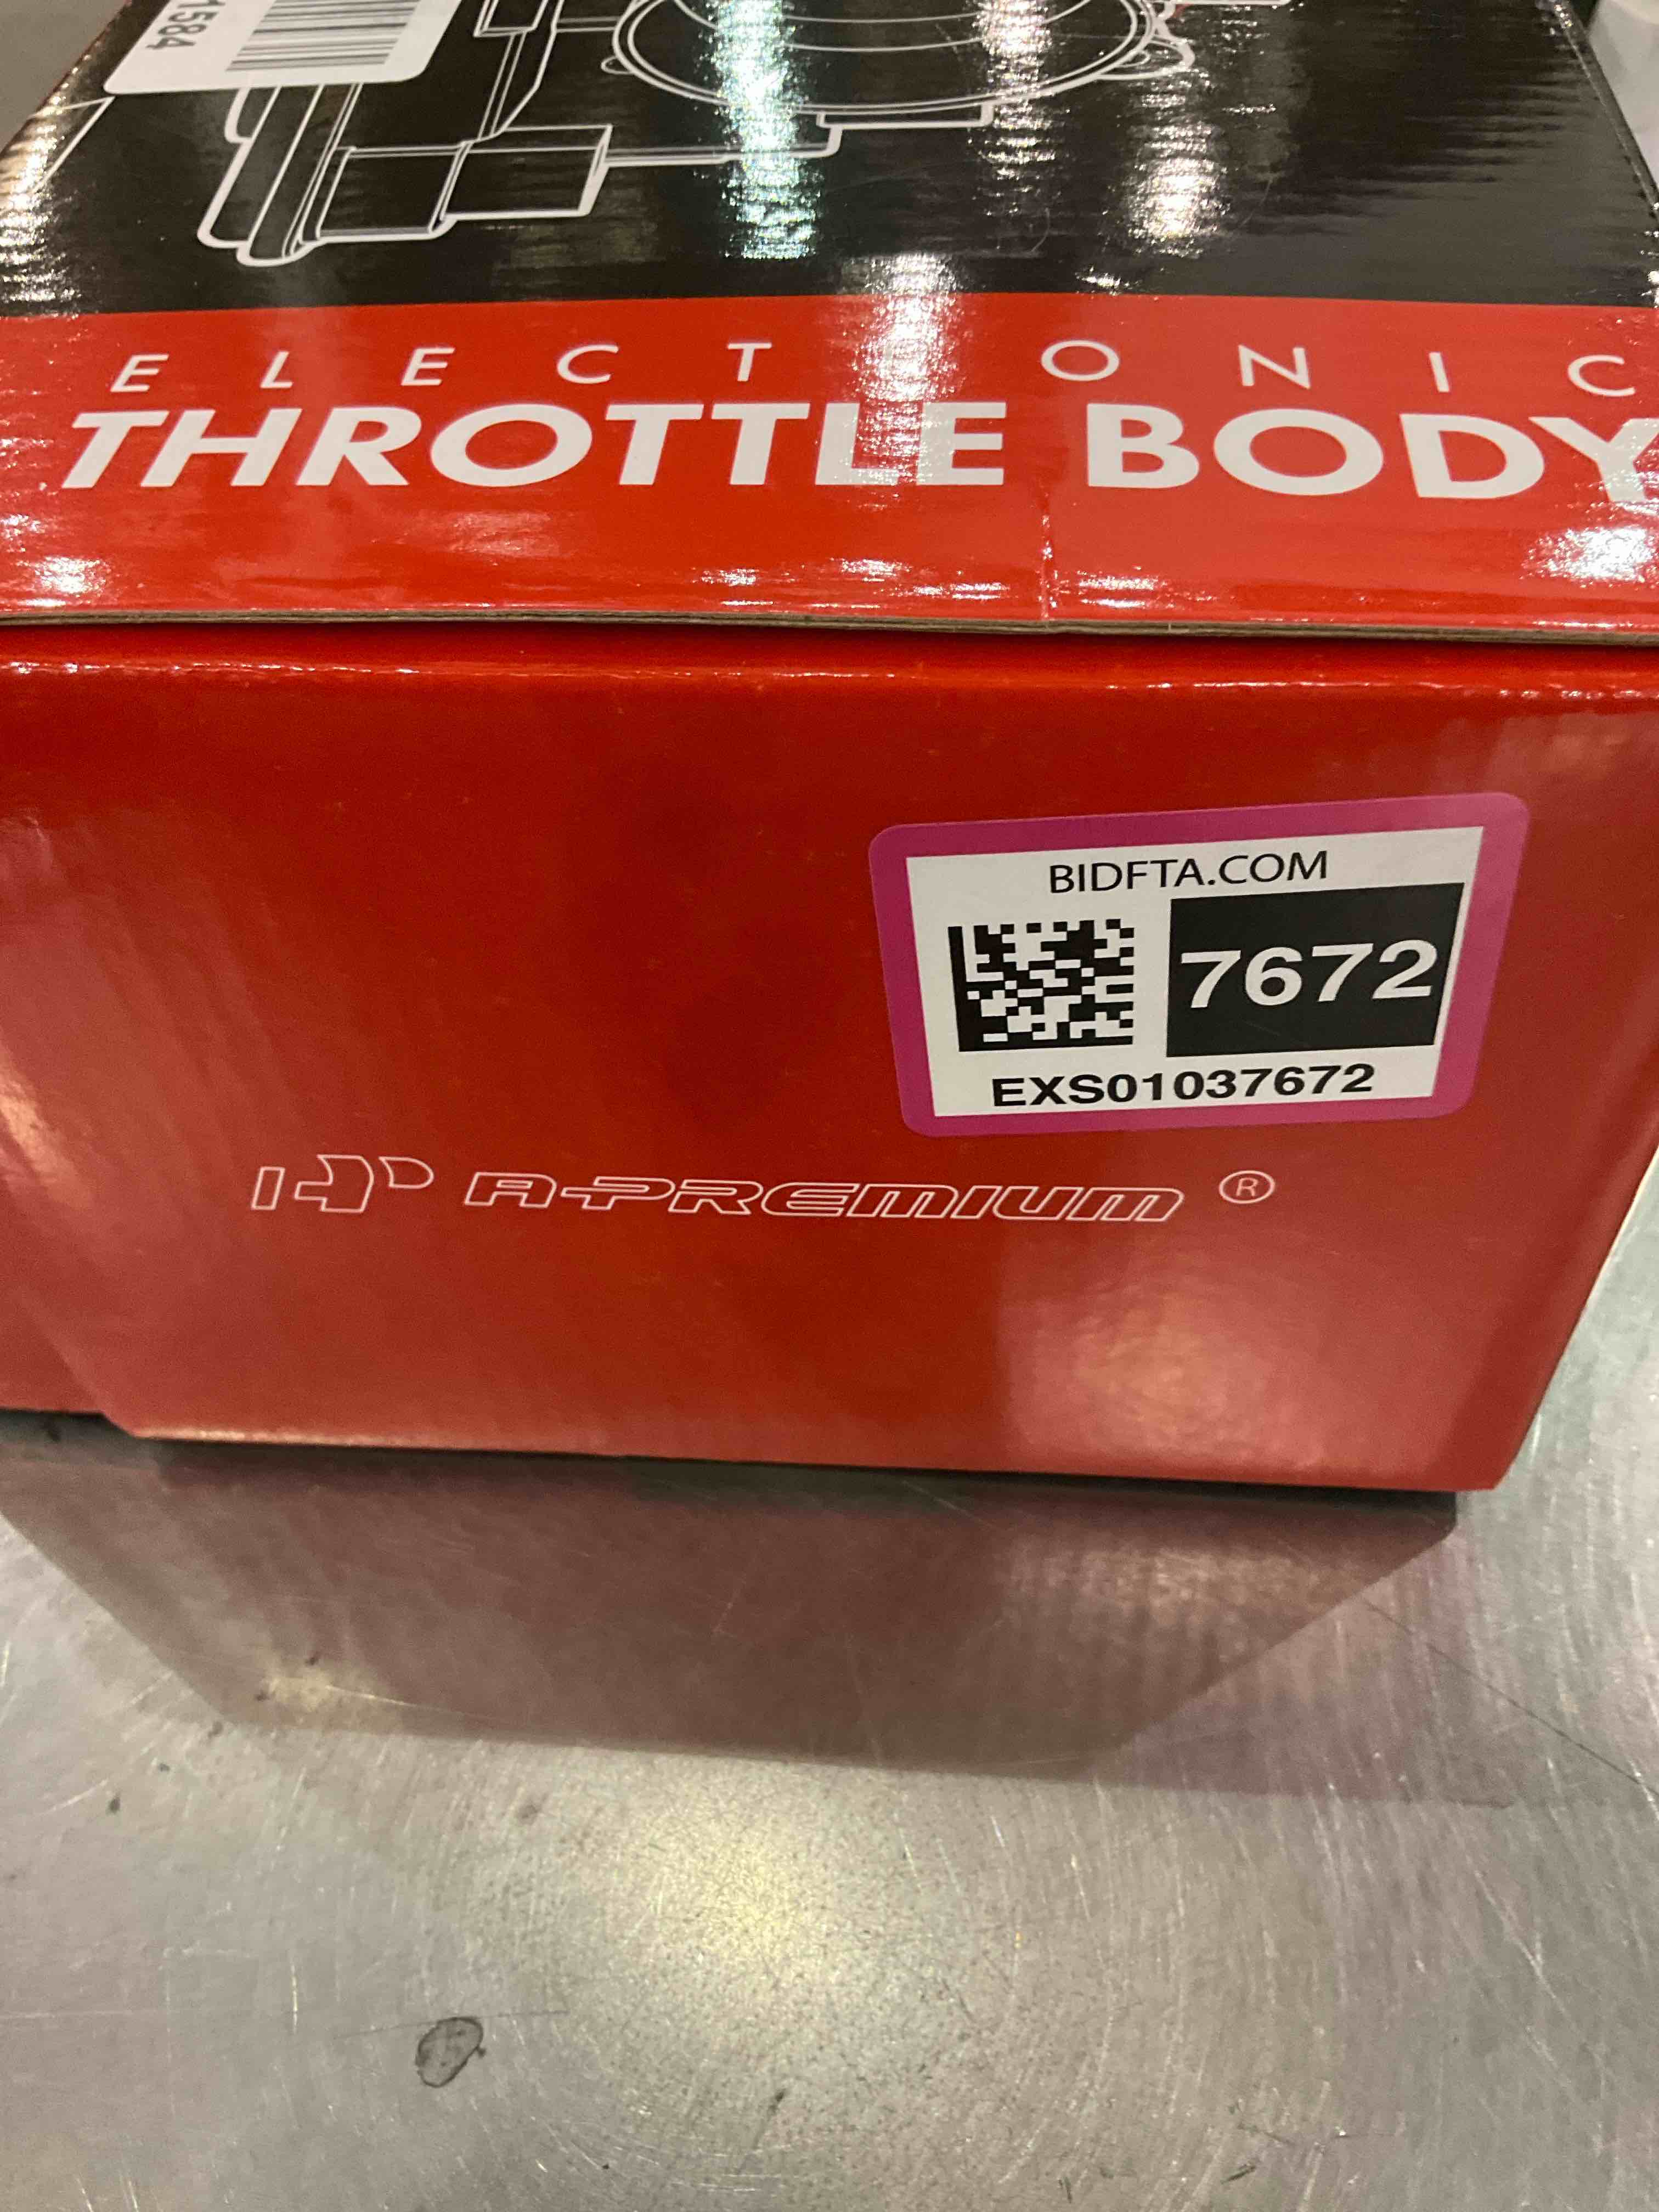 1584
ELECTRONIC
THROTTLE BODY
BIDFTA.COM
7672
EXS01037672
A-PREMIUM ®